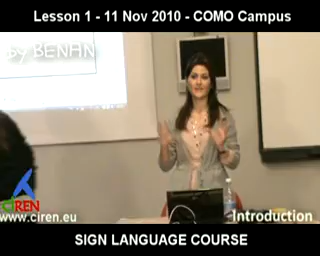 Lesson 1 - 11 Nov 2010 - COMO Campus
by BENAN
CIREN
www.ciren.eu
Introduction
SIGN LANGUAGE COURSE